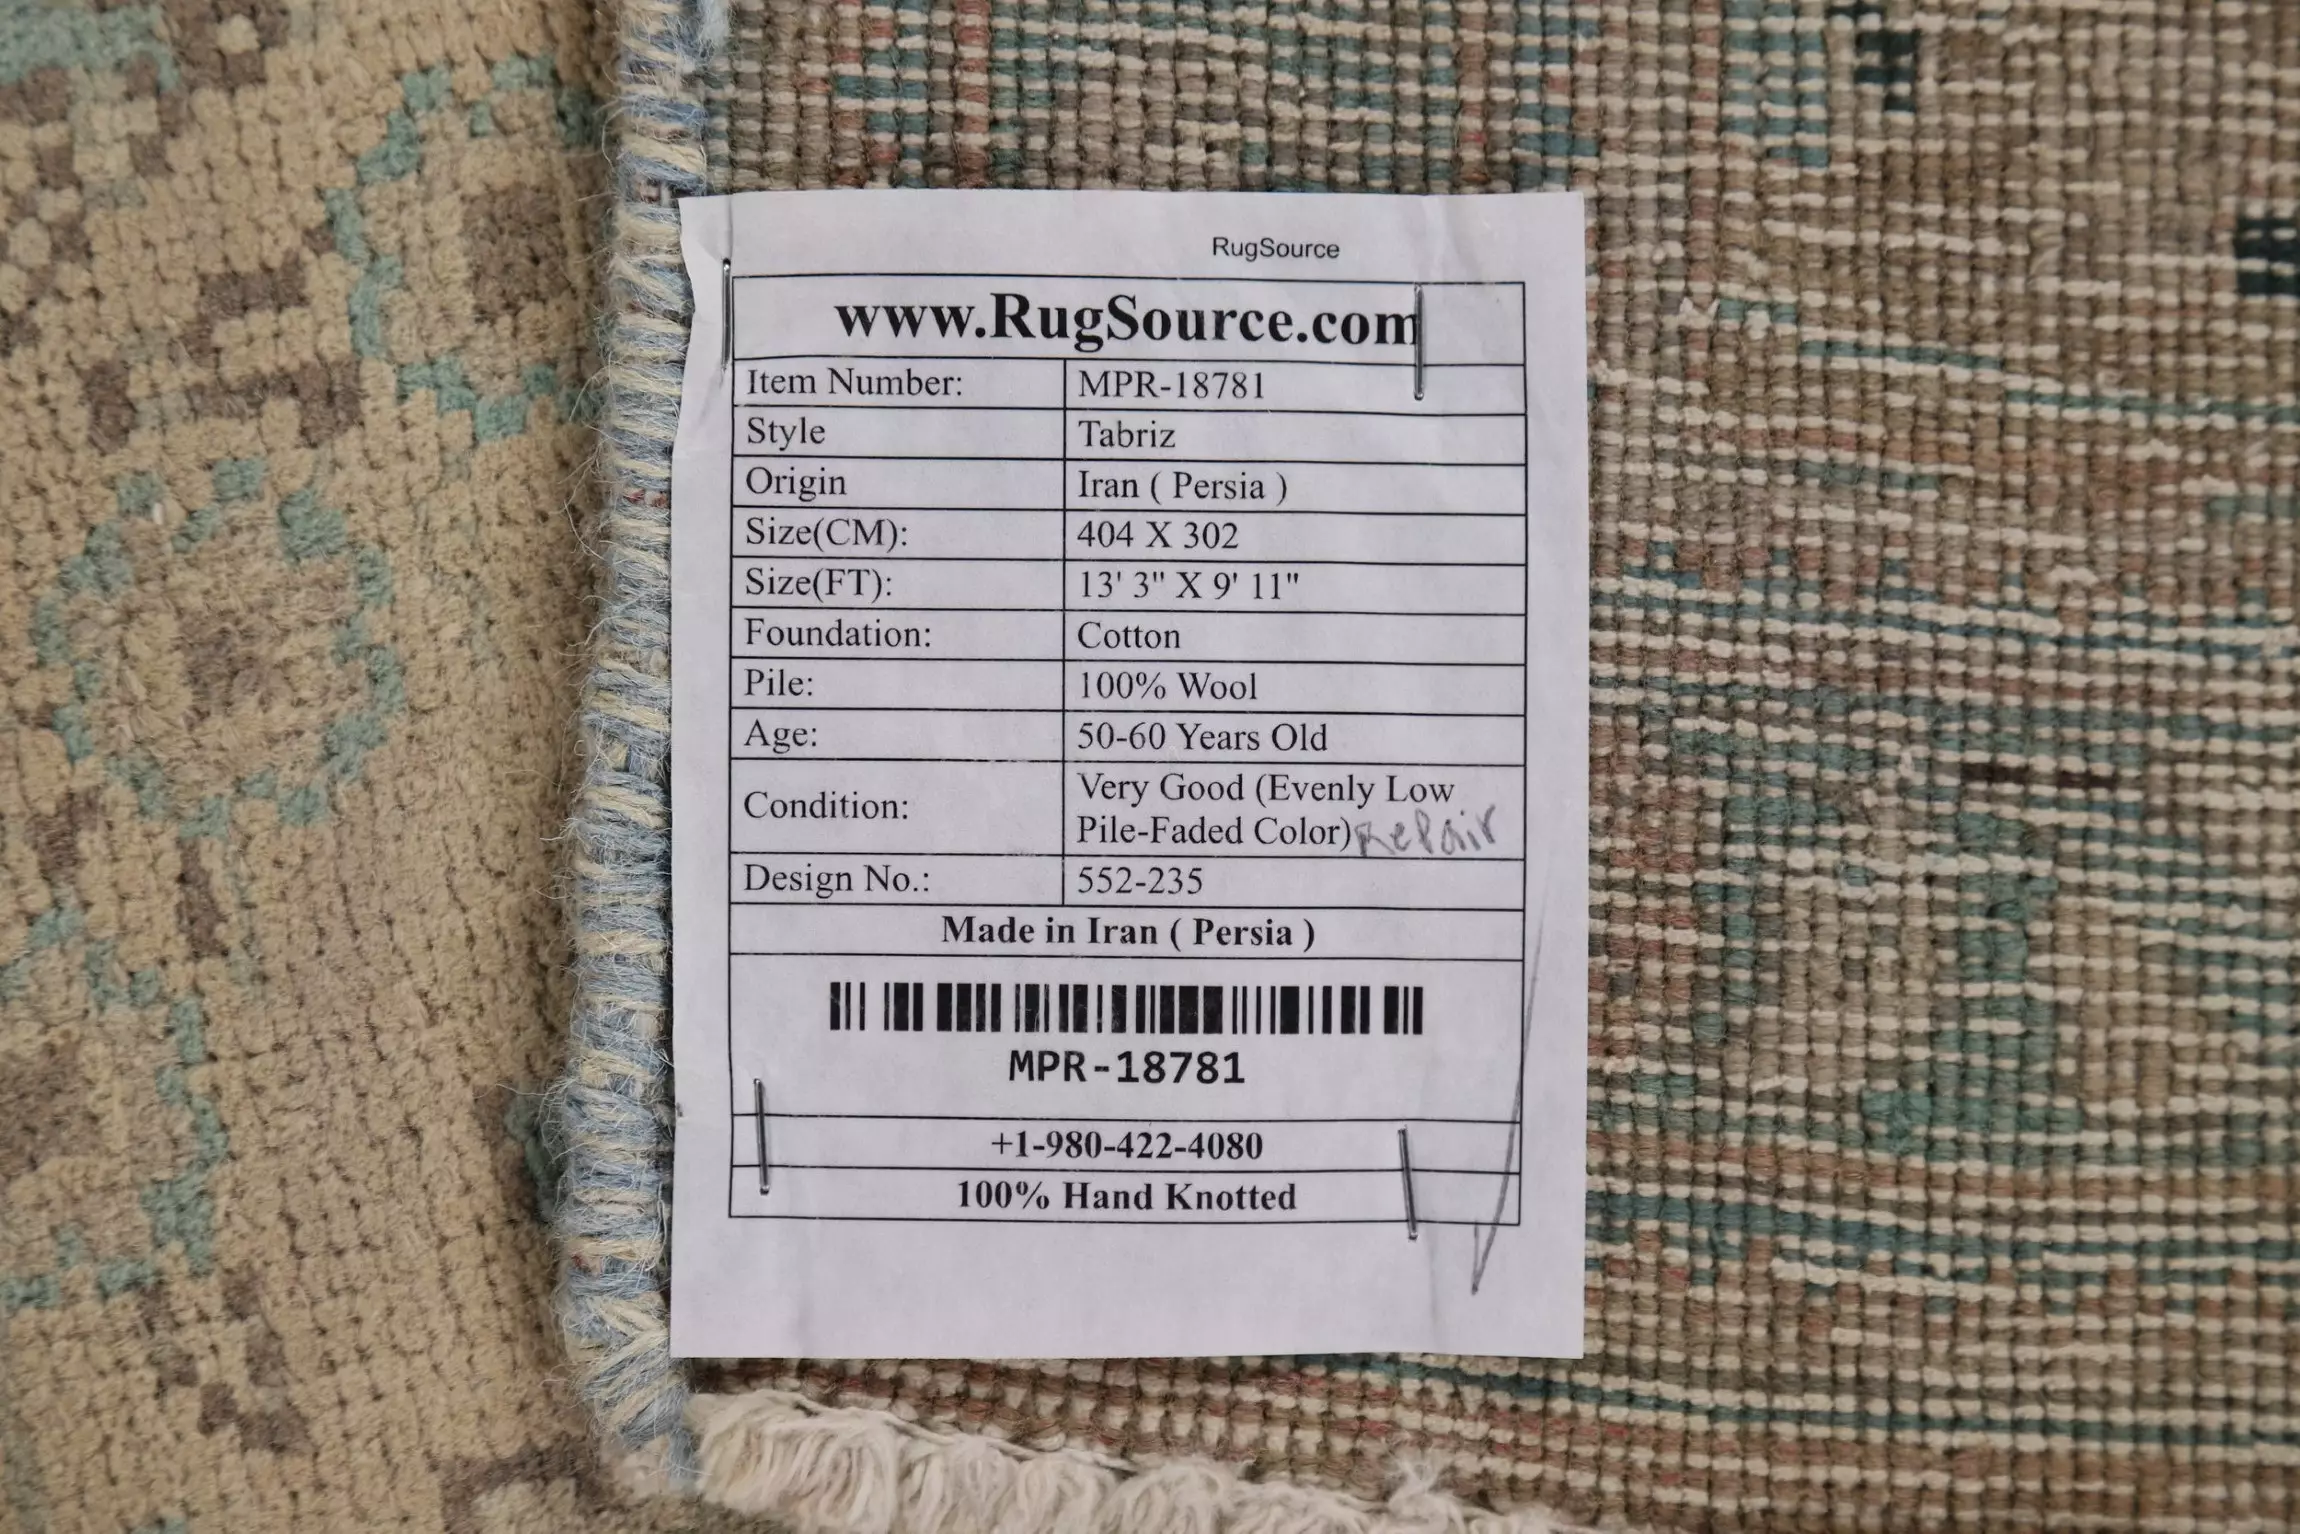 RugSource
www.RugSource.com
Item Number: MPR-18781
Style Tabriz
Origin Iran ( Persia )
Size(CM): 404 X 302
Size(FT): 13' 3" X 9' 11"
Foundation: Cotton
Pile: 100% Wool
Age: 50-60 Years Old
Condition: Very Good (Evenly Low
Pile-Faded Color) Repair
Design No.: 552-235
Made in Iran ( Persia )
MPR-18781
+1-980-422-4080
100% Hand Knotted